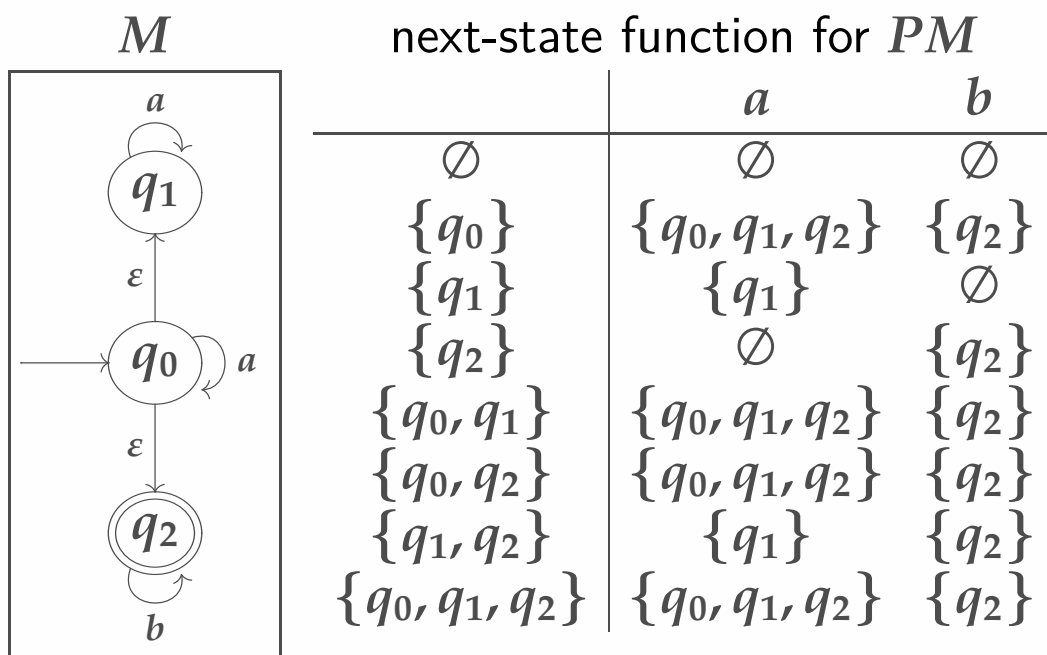 M
a
q₁
ε
q₀ a
ε
q₂
b
next-state function for PM
a b
∅ ∅ ∅
{q₀} {q₀, q₁, q₂} {q₂}
{q₁} {q₁} ∅
{q₂} ∅ {q₂}
{q₀, q₁} {q₀, q₁, q₂} {q₂}
{q₀, q₂} {q₀, q₁, q₂} {q₂}
{q₁, q₂} {q₁} {q₂}
{q₀, q₁, q₂} {q₀, q₁, q₂} {q₂}